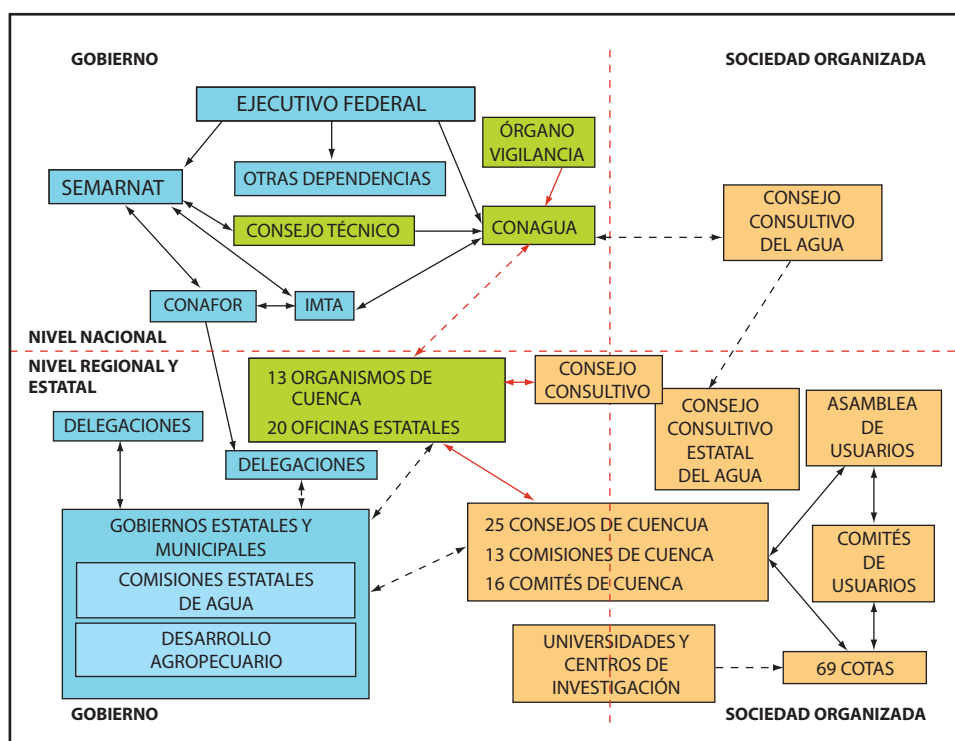 GOBIERNO
SOCIEDAD ORGANIZADA
EJECUTIVO FEDERAL
ÓRGANO
VIGILANCIA
SEMARNAT
OTRAS DEPENDENCIAS
CONSEJO
CONSULTIVO
DEL AGUA
CONSEJO TÉCNICO
CONAGUA
CONAFOR
IMTA
NIVEL NACIONAL
NIVEL REGIONAL Y
ESTATAL
13 ORGANISMOS DE
CUENCA
20 OFICINAS ESTATALES
CONSEJO
CONSULTIVO
CONSEJO
CONSULTIVO
ESTATAL
DEL AGUA
ASAMBLEA
DE
USUARIOS
DELEGACIONES
DELEGACIONES
GOBIERNOS ESTATALES Y
MUNICIPALES
COMISIONES ESTATALES
DE AGUA
DESARROLLO
AGROPECUARIO
25 CONSEJOS DE CUENCUA
13 COMISIONES DE CUENCA
16 COMITÉS DE CUENCA
COMITÉS
DE
USUARIOS
UNIVERSIDADES Y
CENTROS DE
INVESTIGACIÓN
69 COTAS
GOBIERNO
SOCIEDAD ORGANIZADA